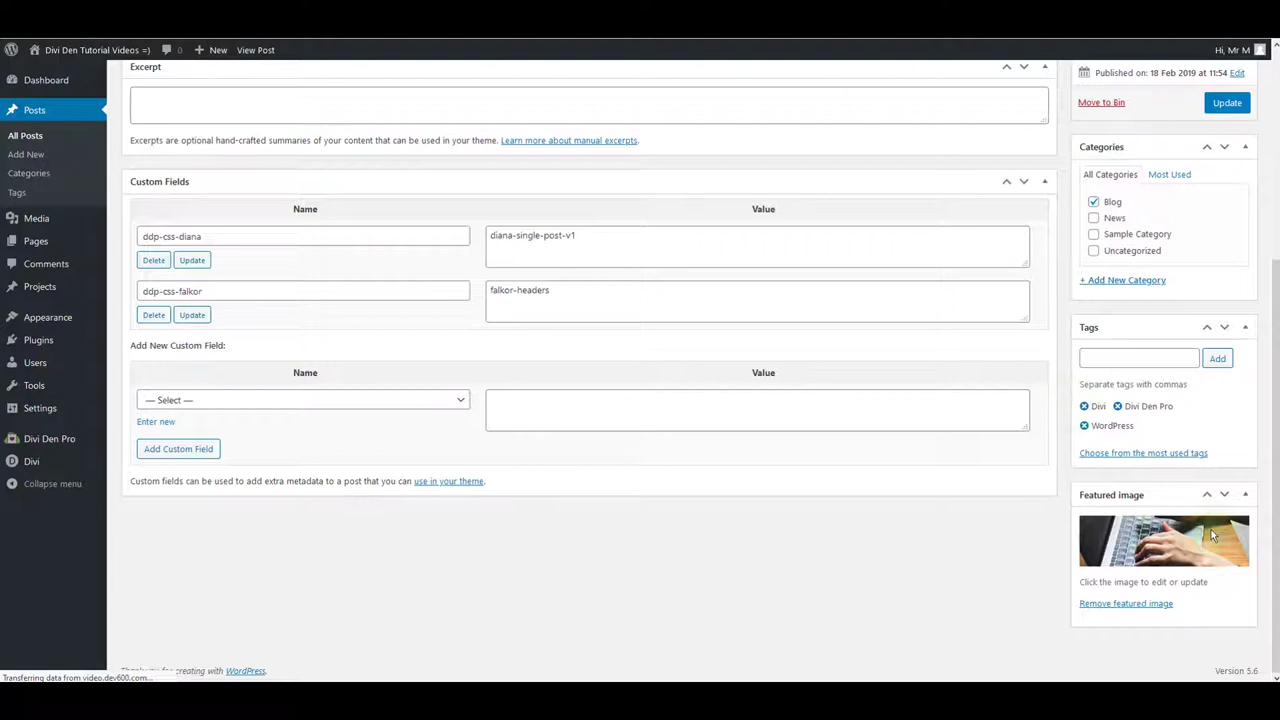 Divi Den Tutorial Videos =)
0
New
View Post
Hi, Mr M
Dashboard
Posts
All Posts
Add New
Categories
Tags
Media
Pages
Comments
Projects
Appearance
Plugins
Users
Tools
Settings
Divi Den Pro
Divi
Collapse menu
Excerpt
Excerpts are optional hand-crafted summaries of your content that can be used in your theme. Learn more about manual excerpts.
Custom Fields
Name Value
ddp-css-diana diana-single-post-v1
Delete Update
ddp-css-falkor falkor-headers
Delete Update
Add New Custom Field:
Name Value
— Select —
Enter new
Add Custom Field
Custom fields can be used to add extra metadata to a post that you can use in your theme.
Published on: 18 Feb 2019 at 11:54 Edit
Move to Bin Update
Categories
All Categories Most Used
Blog
News
Sample Category
Uncategorized
+ Add New Category
Tags
Add
Separate tags with commas
Divi Divi Den Pro
WordPress
Choose from the most used tags
Featured image
Click the image to edit or update
Remove featured image
for creating with WordPress.
Version 5.6
Transferring data from video.dev600.com...